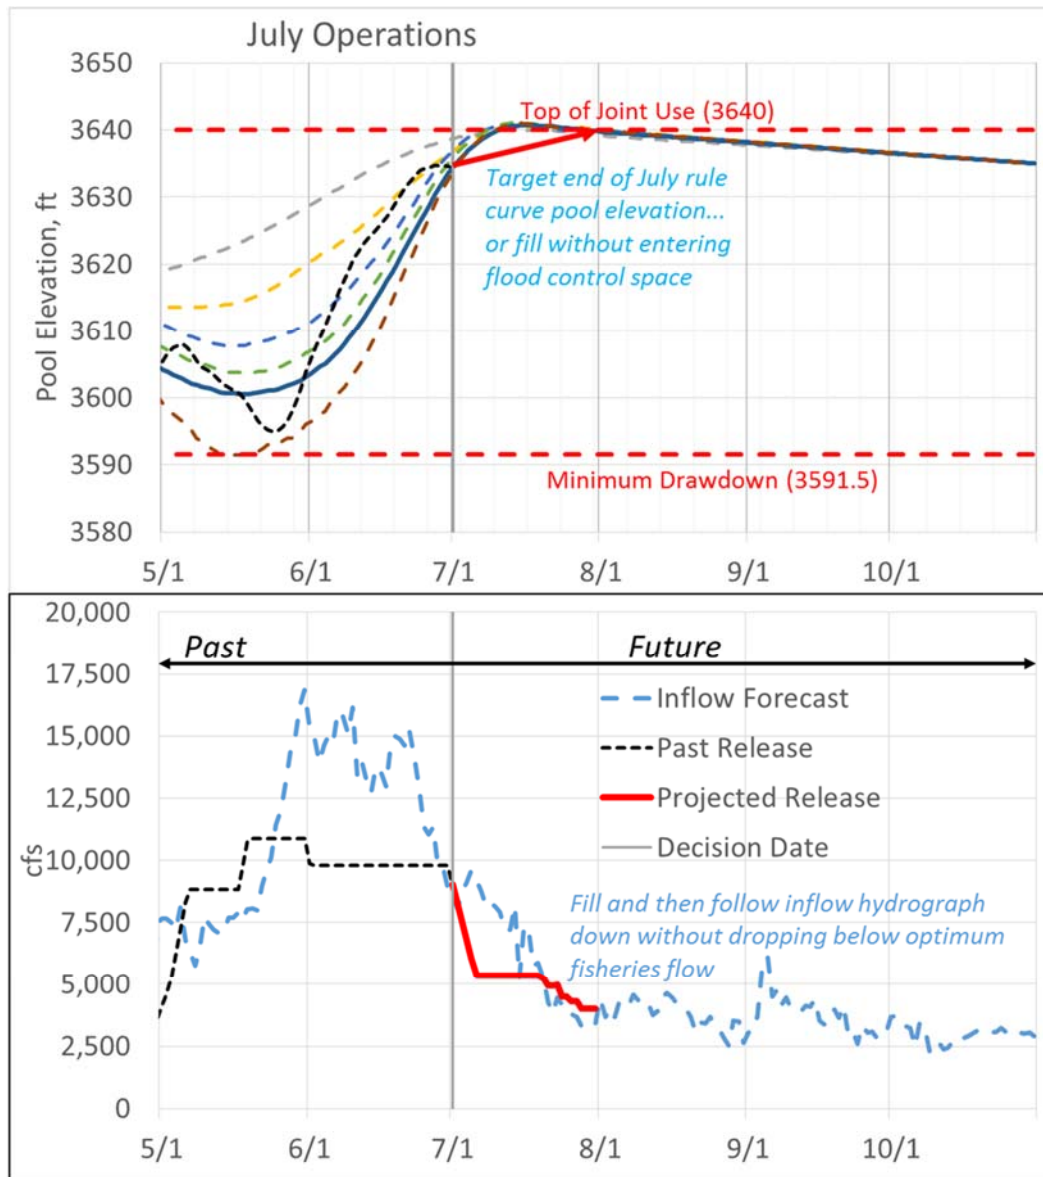 July Operations
3650
3640
3630
3620
3610
3600
3590
3580
Pool Elevation, ft
Top of Joint Use (3640)
Target end of July rule
curve pool elevation...
or fill without entering
flood control space
Minimum Drawdown (3591.5)
5/1 6/1 7/1 8/1 9/1 10/1
20,000
17,500
15,000
12,500
10,000
7,500
5,000
2,500
0
cfs
Past Future
Inflow Forecast
Past Release
Projected Release
Decision Date
Fill and then follow inflow hydrograph
down without dropping below optimum
fisheries flow
5/1 6/1 7/1 8/1 9/1 10/1